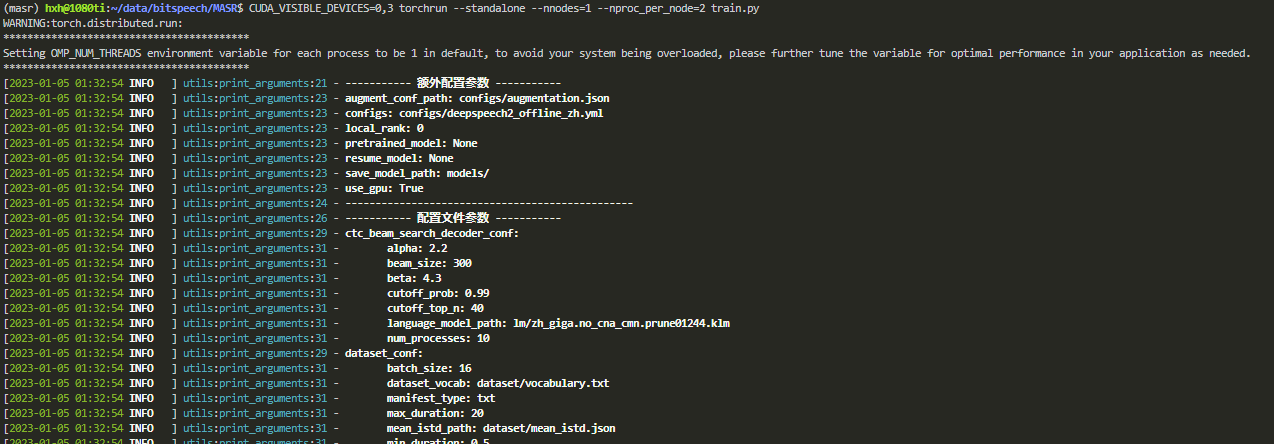 (masr) hxh@1080ti:~/data/bitspeech/MASR$ CUDA_VISIBLE_DEVICES=0,3 torchrun --standalone --nnodes=1 --nproc_per_node=2 train.py
WARNING:torch.distributed.run:
*****************************************
Setting OMP_NUM_THREADS environment variable for each process to be 1 in default, to avoid your system being overloaded, please further tune the variable for optimal performance in your application as needed.
*****************************************
[2023-01-05 01:32:54 INFO   ] utils:print_arguments:21 - ----------- 额外配置参数 -----------
[2023-01-05 01:32:54 INFO   ] utils:print_arguments:23 - augment_conf_path: configs/augmentation.json
[2023-01-05 01:32:54 INFO   ] utils:print_arguments:23 - configs: configs/deepspeech2_offline_zh.yml
[2023-01-05 01:32:54 INFO   ] utils:print_arguments:23 - local_rank: 0
[2023-01-05 01:32:54 INFO   ] utils:print_arguments:23 - pretrained_model: None
[2023-01-05 01:32:54 INFO   ] utils:print_arguments:23 - resume_model: None
[2023-01-05 01:32:54 INFO   ] utils:print_arguments:23 - save_model_path: models/
[2023-01-05 01:32:54 INFO   ] utils:print_arguments:23 - use_gpu: True
[2023-01-05 01:32:54 INFO   ] utils:print_arguments:24 - ------------------------------------------------
[2023-01-05 01:32:54 INFO   ] utils:print_arguments:26 - ----------- 配置文件参数 -----------
[2023-01-05 01:32:54 INFO   ] utils:print_arguments:29 - ctc_beam_search_decoder_conf:
[2023-01-05 01:32:54 INFO   ] utils:print_arguments:31 -        alpha: 2.2
[2023-01-05 01:32:54 INFO   ] utils:print_arguments:31 -        beam_size: 300
[2023-01-05 01:32:54 INFO   ] utils:print_arguments:31 -        beta: 4.3
[2023-01-05 01:32:54 INFO   ] utils:print_arguments:31 -        cutoff_prob: 0.99
[2023-01-05 01:32:54 INFO   ] utils:print_arguments:31 -        cutoff_top_n: 40
[2023-01-05 01:32:54 INFO   ] utils:print_arguments:31 -        language_model_path: lm/zh_giga.no_cna_cmn.prune01244.klm
[2023-01-05 01:32:54 INFO   ] utils:print_arguments:31 -        num_processes: 10
[2023-01-05 01:32:54 INFO   ] utils:print_arguments:29 - dataset_conf:
[2023-01-05 01:32:54 INFO   ] utils:print_arguments:31 -        batch_size: 16
[2023-01-05 01:32:54 INFO   ] utils:print_arguments:31 -        dataset_vocab: dataset/vocabulary.txt
[2023-01-05 01:32:54 INFO   ] utils:print_arguments:31 -        manifest_type: txt
[2023-01-05 01:32:54 INFO   ] utils:print_arguments:31 -        max_duration: 20
[2023-01-05 01:32:54 INFO   ] utils:print_arguments:31 -        mean_istd_path: dataset/mean_istd.json
[2023-01-05 01:32:54 INFO   ] utils:print_arguments:31 -        min_duration: 0.5